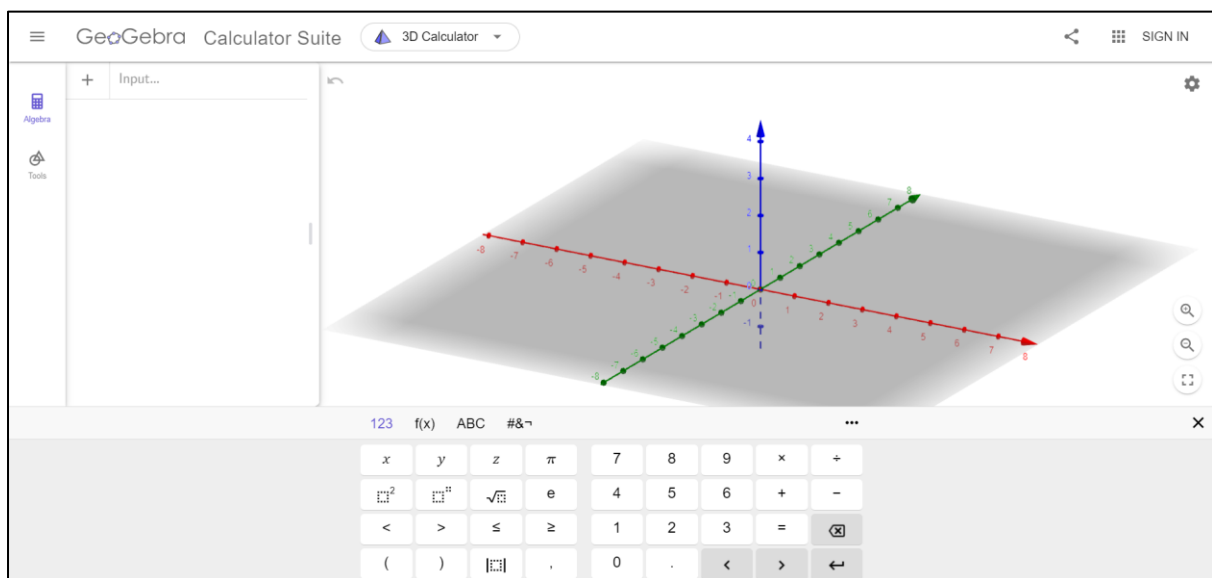 GeoGebra Calculator Suite 3D Calculator SIGN IN
+ Input...
Algebra
Tools
4
3
2
1
0
-1
-8 -7 -6 -5 -4 -3 -2 -1 0 1 2 3 4 5 6 7 8
-8 -7 -6 -5 -4 -3 -2 -1 1 2 3 4 5 6 7 8
123 f(x) ABC #&¬ •••
x y z π 7 8 9 × ÷
² e 4 5 6 + −
< > ≤ ≥ 1 2 3 =
( ) , 0 . < >